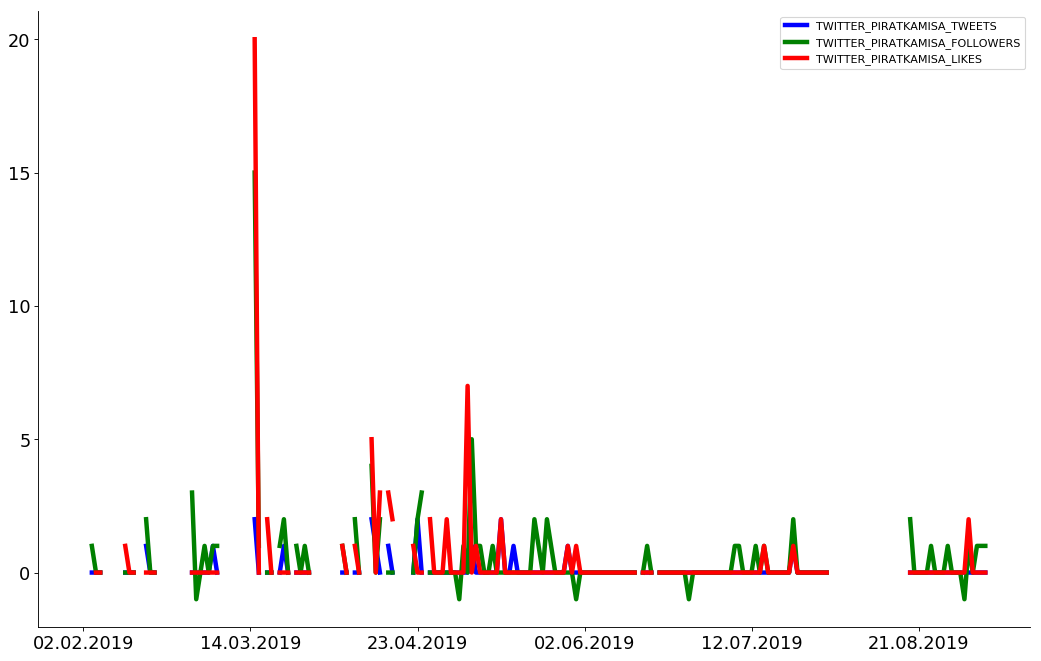 TWITTER_PIRATKAMISA_TWEETS
TWITTER_PIRATKAMISA_FOLLOWERS
TWITTER_PIRATKAMISA_LIKES
20
15
10
5
0
02.02.2019 14.03.2019 23.04.2019 02.06.2019 12.07.2019 21.08.2019